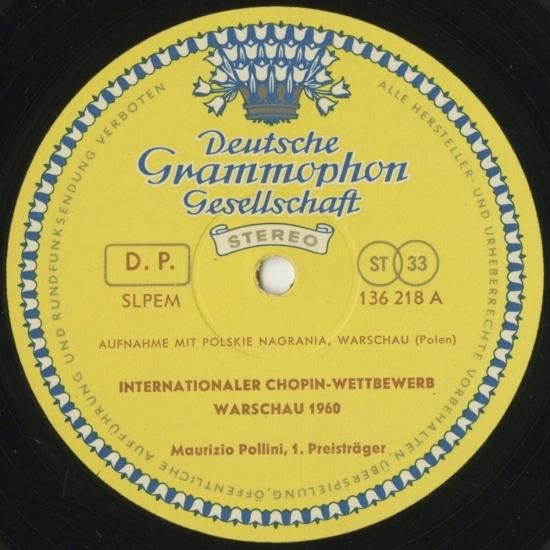 Deutsche
Grammophon
Gesellschaft
STEREO
D. P.
SLPEM
ST 33
136 218 A
AUFNAHME MIT POLSKIE NAGRANIA, WARSCHAU (Polen)
INTERNATIONALER CHOPIN-WETTBEWERB
WARSCHAU 1960
Maurizio Pollini, 1. Preisträger
ALLE HERSTELLER- UND URHEBERRECHTE VORBEHALTEN, ÜBERSPIELUNG, ÖFFENTLICHE AUFFÜHRUNG UND RUNDFUNKSENDUNG VERBOTEN